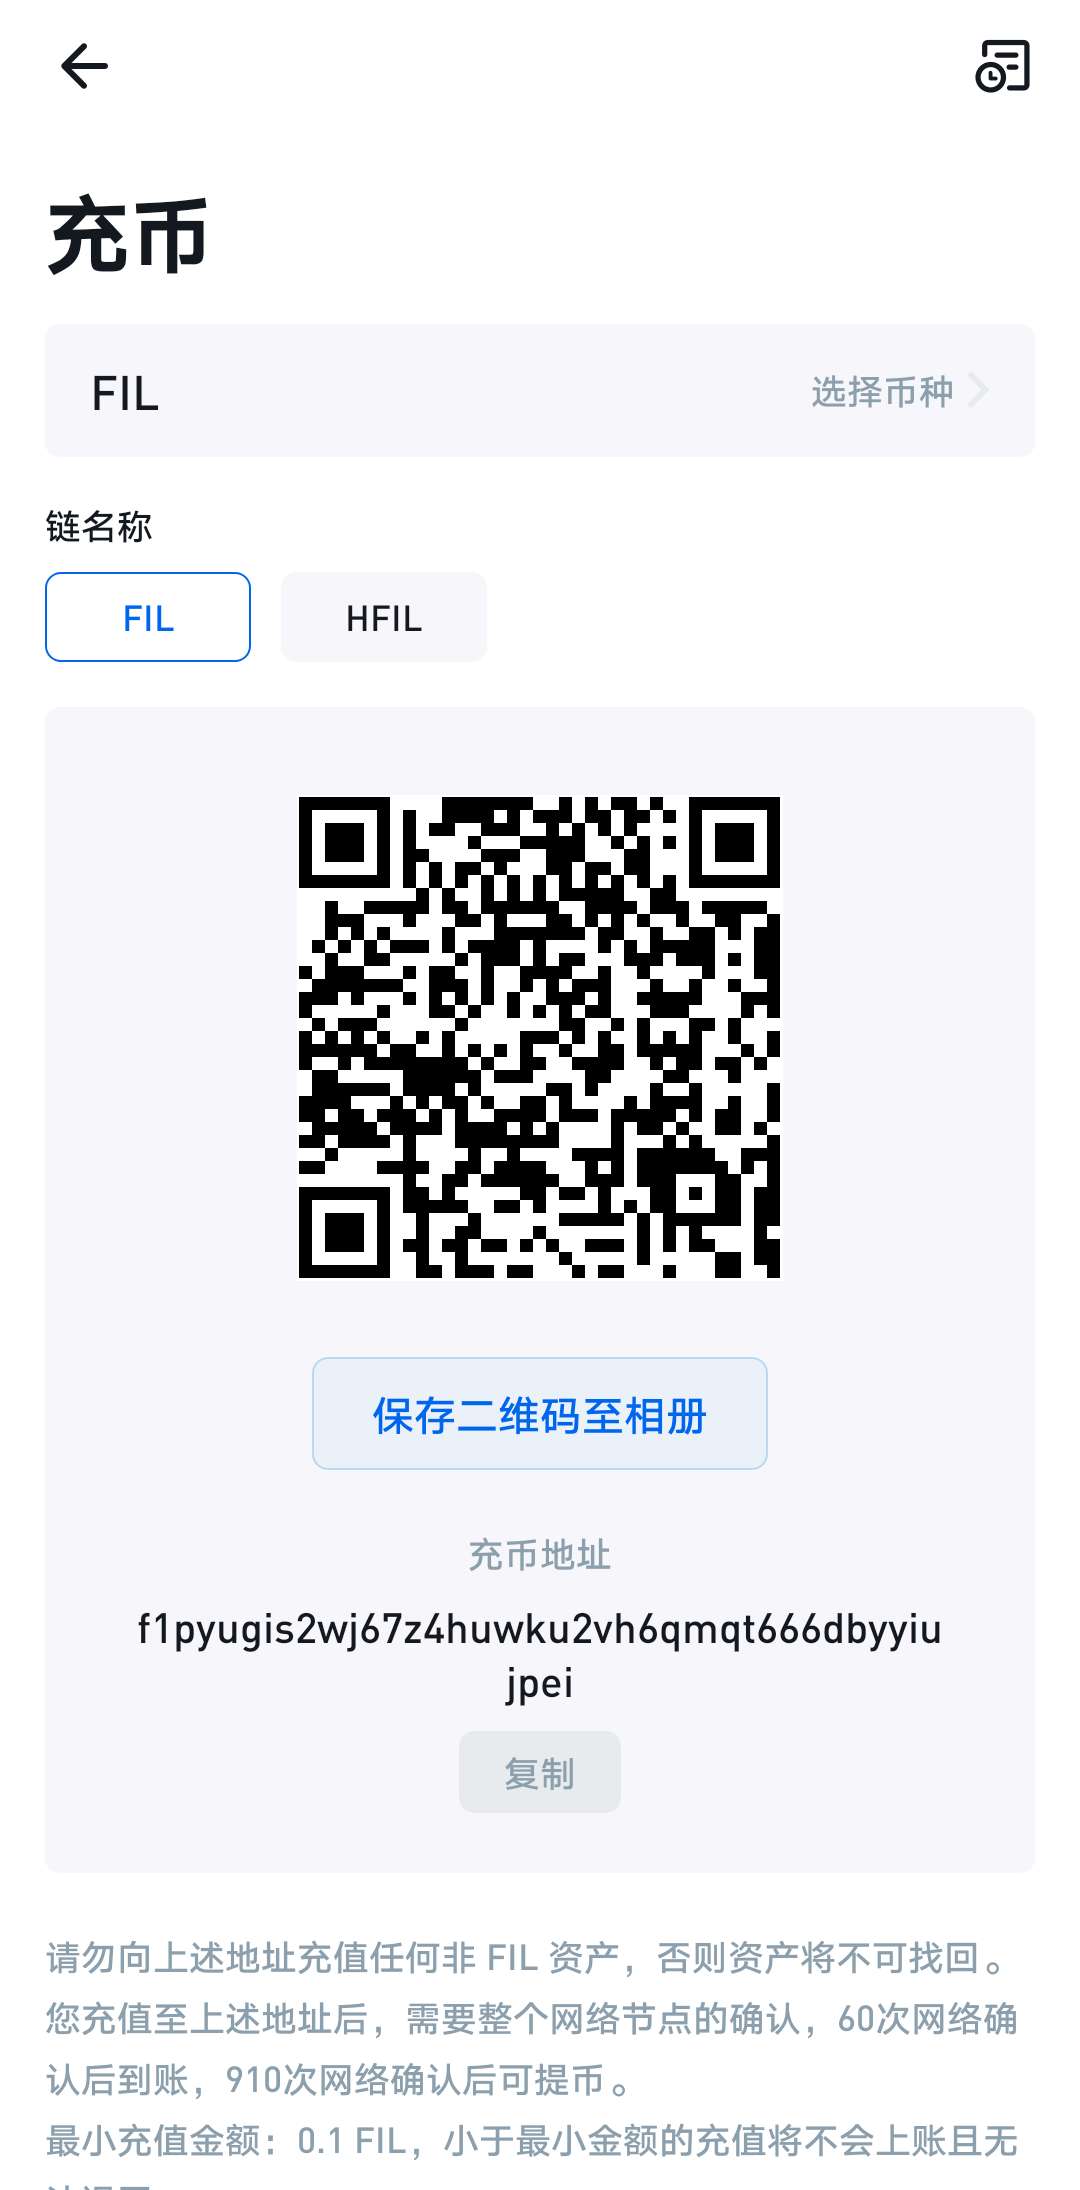 充币
FIL
选择币种
链名称
FIL
HFIL
保存二维码至相册
充币地址
f1pyugis2wj67z4huwku2vh6qmqt666dbyyiu
jpei
复制
请勿向上述地址充值任何非 FIL 资产，否则资产将不可找回。
您充值至上述地址后，需要整个网络节点的确认，60次网络确
认后到账，910次网络确认后可提币。
最小充值金额：0.1 FIL，小于最小金额的充值将不会上账且无